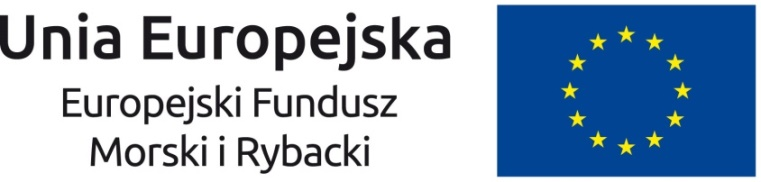 Unia Europejska
Europejski Fundusz
Morski i Rybacki